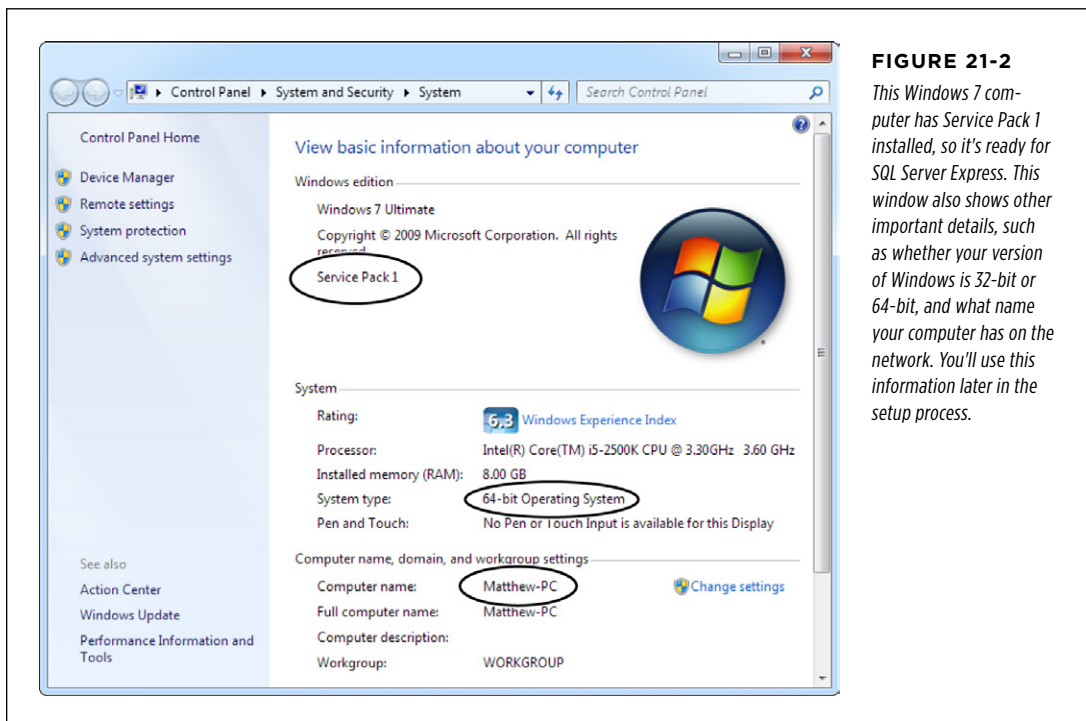 Control Panel ▸ System and Security ▸ System
Search Control Panel
Control Panel Home
Device Manager
Remote settings
System protection
Advanced system settings
See also
Action Center
Windows Update
Performance Information and
Tools
View basic information about your computer
Windows edition
Windows 7 Ultimate
Copyright © 2009 Microsoft Corporation. All rights
reserved.
Service Pack 1
System
Rating: 6.3 Windows Experience Index
Processor: Intel(R) Core(TM) i5-2500K CPU @ 3.30GHz 3.60 GHz
Installed memory (RAM): 8.00 GB
System type: 64-bit Operating System
Pen and Touch: No Pen or Touch Input is available for this Display
Computer name, domain, and workgroup settings
Computer name: Matthew-PC Change settings
Full computer name: Matthew-PC
Computer description:
Workgroup: WORKGROUP
FIGURE 21-2
This Windows 7 com-
puter has Service Pack 1
installed, so it's ready for
SQL Server Express. This
window also shows other
important details, such
as whether your version
of Windows is 32-bit or
64-bit, and what name
your computer has on the
network. You'll use this
information later in the
setup process.